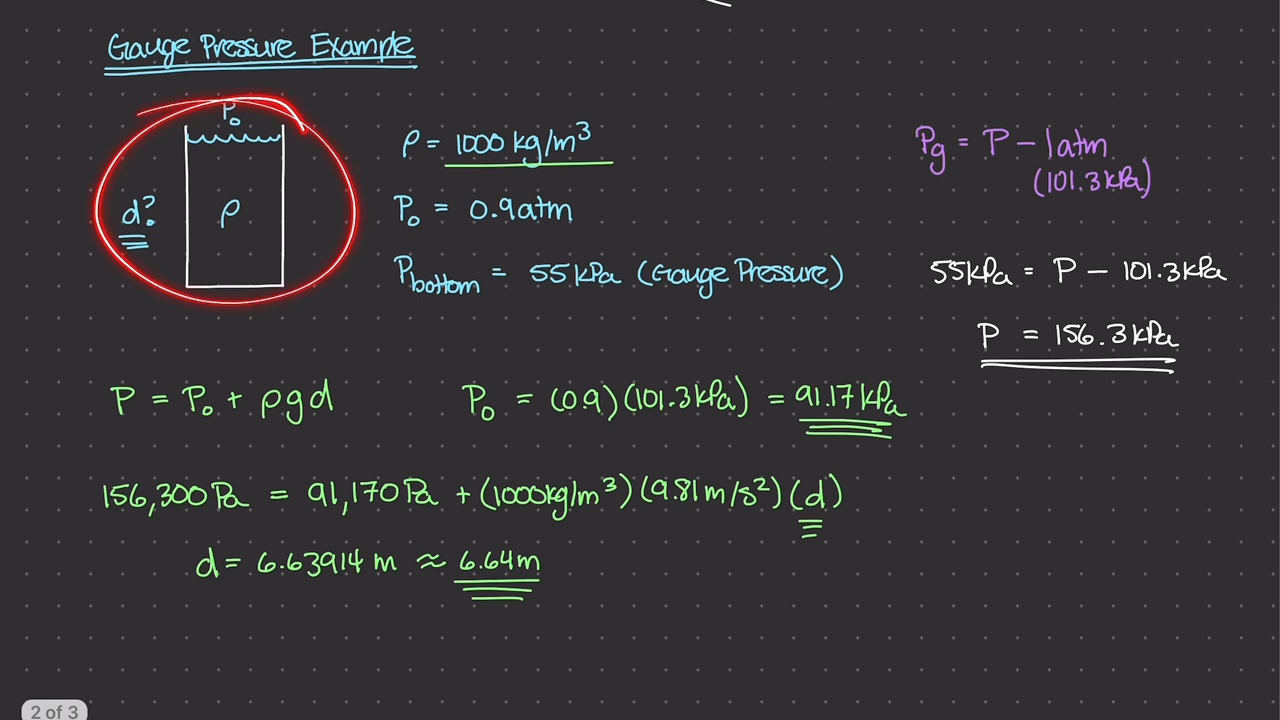 Gauge Pressure Example
P₀
d?
ρ
ρ = 1000 kg/m³
P₀ = 0.9atm
Pbottom = 55kPa (Gauge Pressure)
Pg = P - 1atm
(101.3kPa)
55kPa = P - 101.3kPa
P = 156.3kPa
P = P₀ + ρgd
P₀ = (0.9)(101.3kPa) = 91.17kPa
156,300Pa = 91,170Pa + (1000kg/m³)(9.81m/s²)(d)
d = 6.63914 m ≈ 6.64m
2 of 3